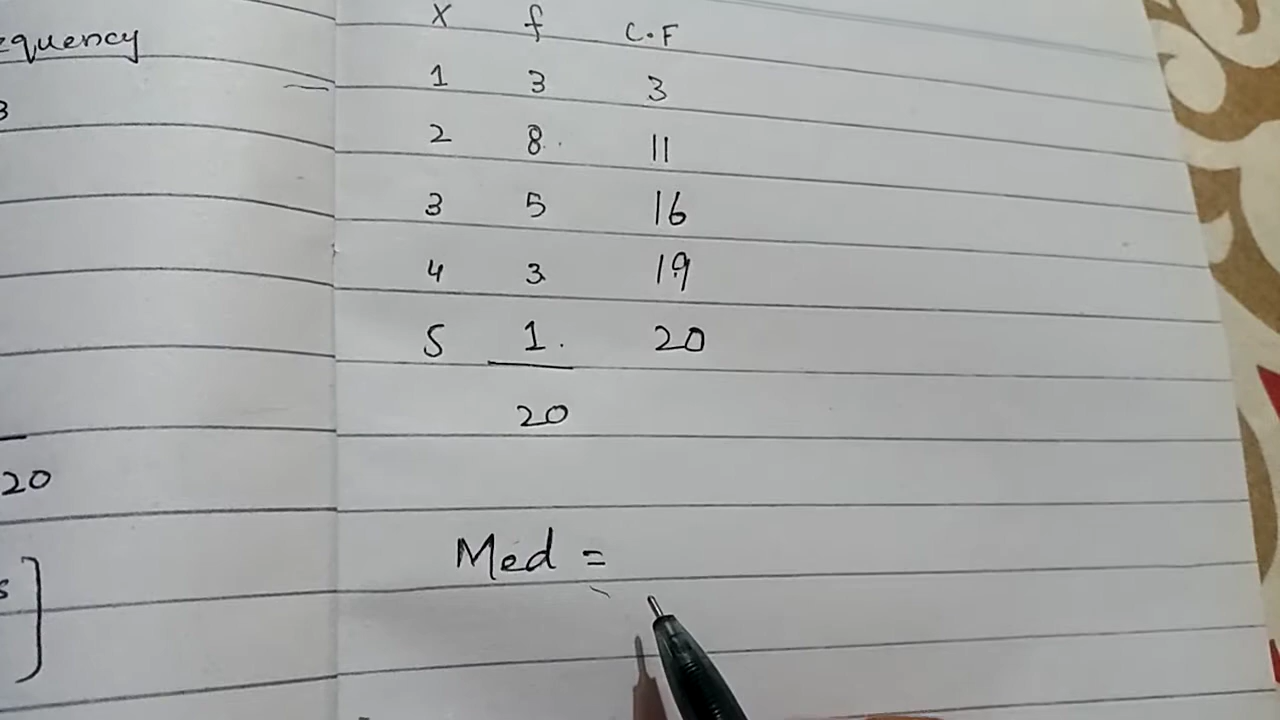 equency
3
20
s ]
X f C.F
1 3 3
2 8 11
3 5 16
4 3 19
5 1 20
20
Med =